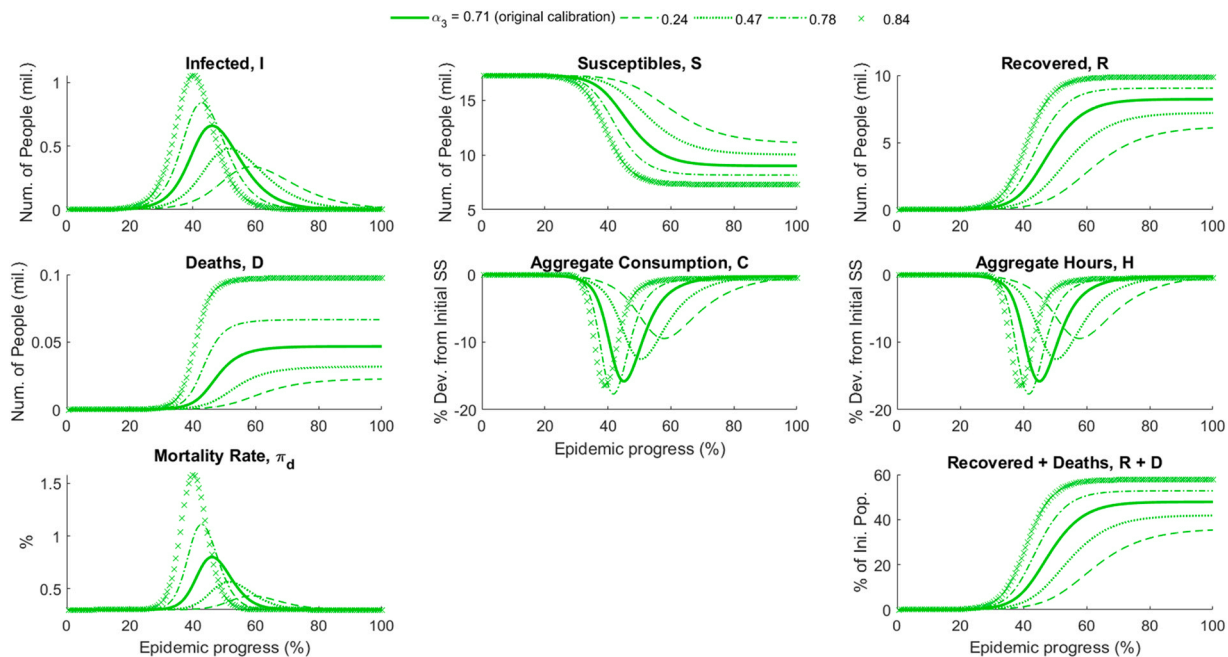 α3 = 0.71 (original calibration) 0.24 0.47 0.78 0.84
Infected, I
Num. of People (mil.)
1
0.5
0
0 20 40 60 80 100
Susceptibles, S
Num. of People (mil.)
15
10
5
0 20 40 60 80 100
Recovered, R
Num. of People (mil.)
10
5
0
0 20 40 60 80 100
Deaths, D
Num. of People (mil.)
0.1
0.05
0
0 20 40 60 80 100
Aggregate Consumption, C
% Dev. from Initial SS
0
-10
-20
0 20 40 60 80 100
Epidemic progress (%)
Aggregate Hours, H
% Dev. from Initial SS
0
-10
-20
0 20 40 60 80 100
Mortality Rate, πd
%
1.5
1
0.5
0 20 40 60 80 100
Epidemic progress (%)
Recovered + Deaths, R + D
% of Ini. Pop.
60
40
20
0
0 20 40 60 80 100
Epidemic progress (%)